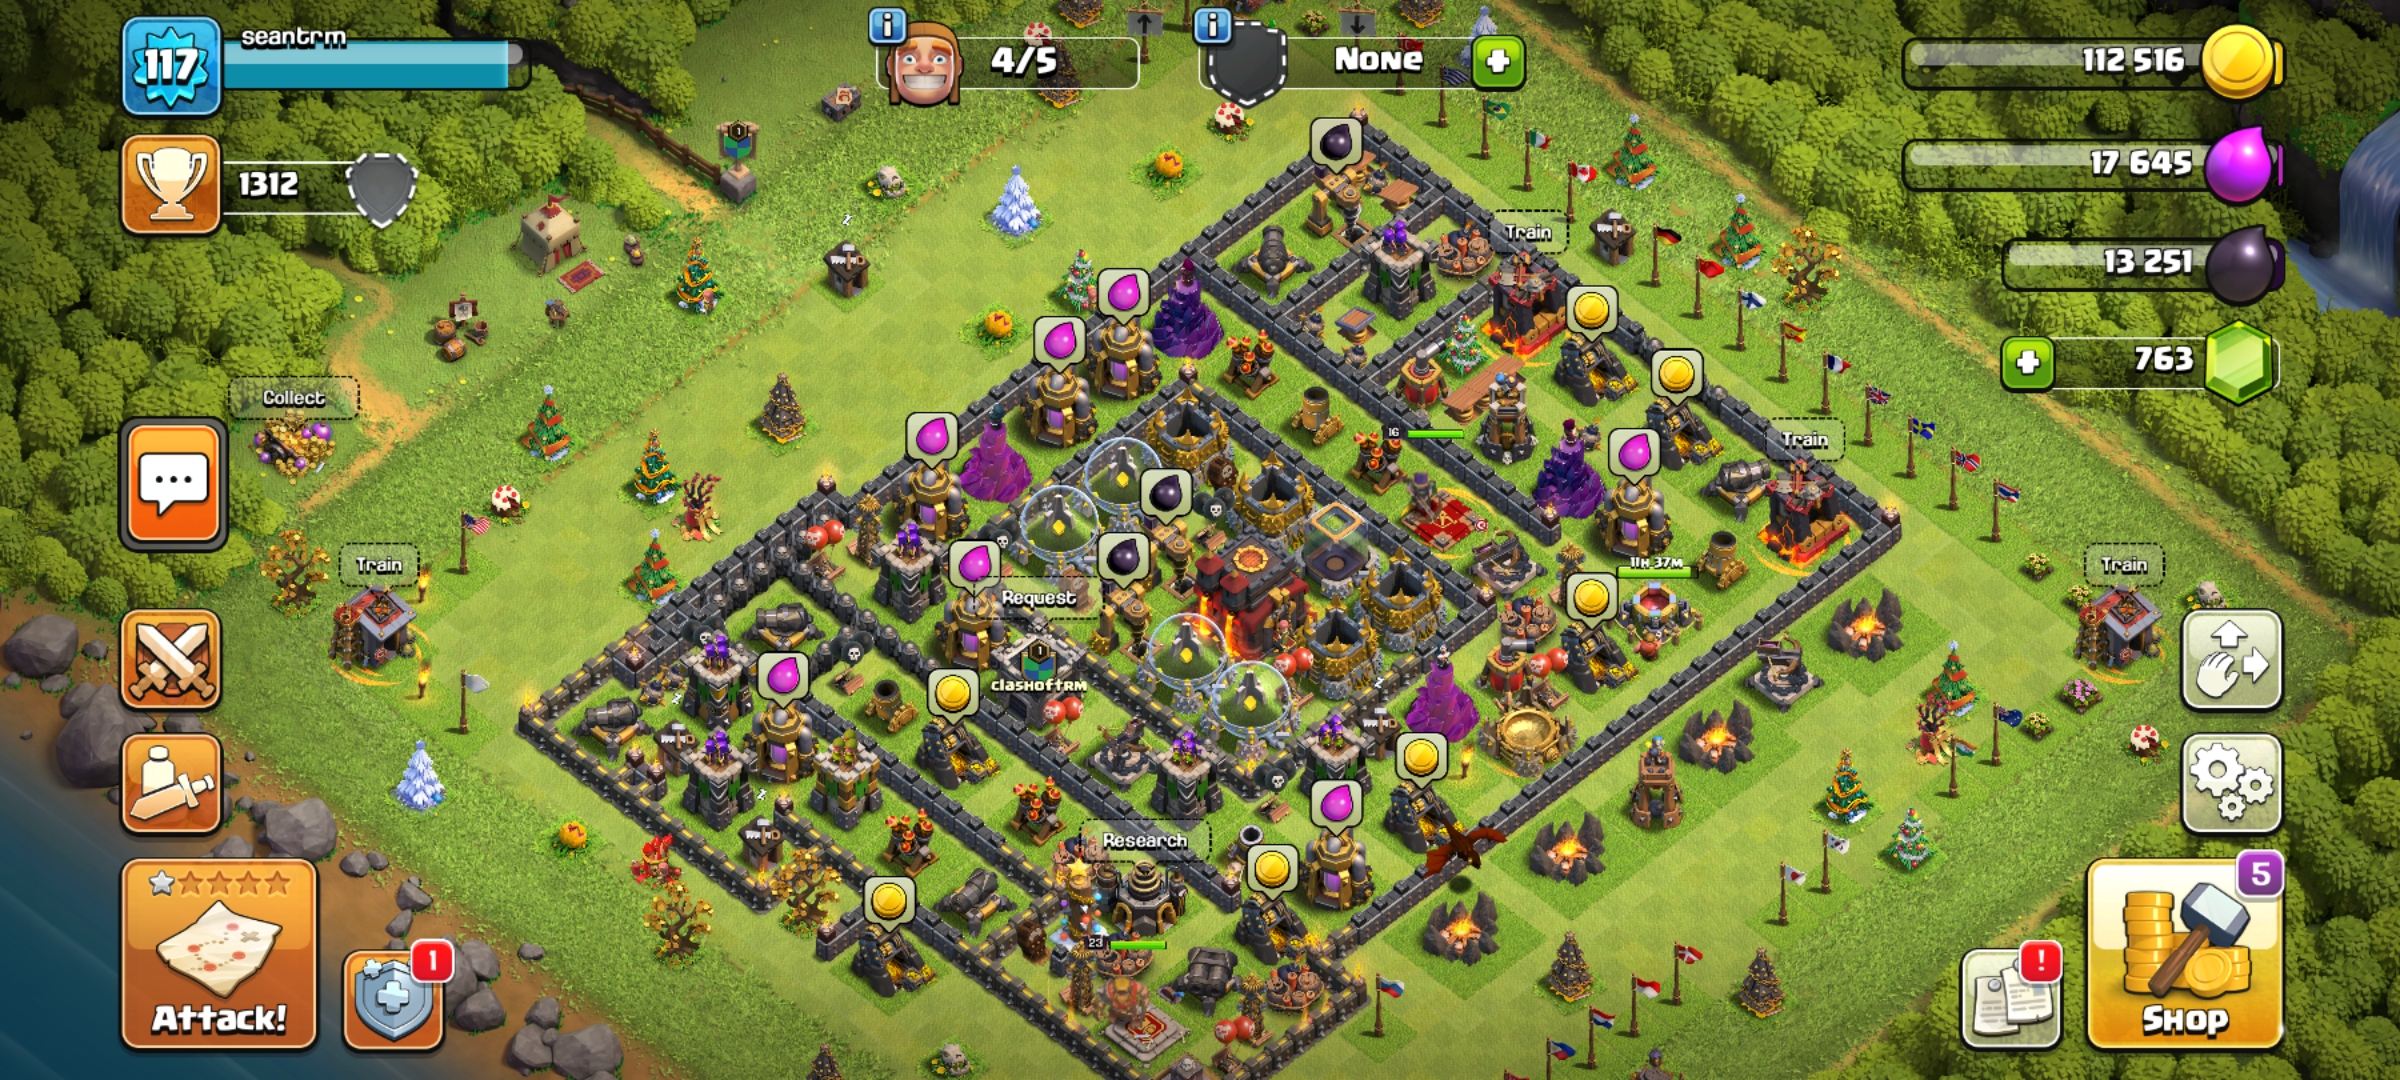 117
seantrm
4/5
None
112 516
1312
17 645
13 251
763
Train
Collect
Train
Train
Train
16
11H 37M
Request
clashoftrm
Research
23
Attack!
1
5
!
Shop